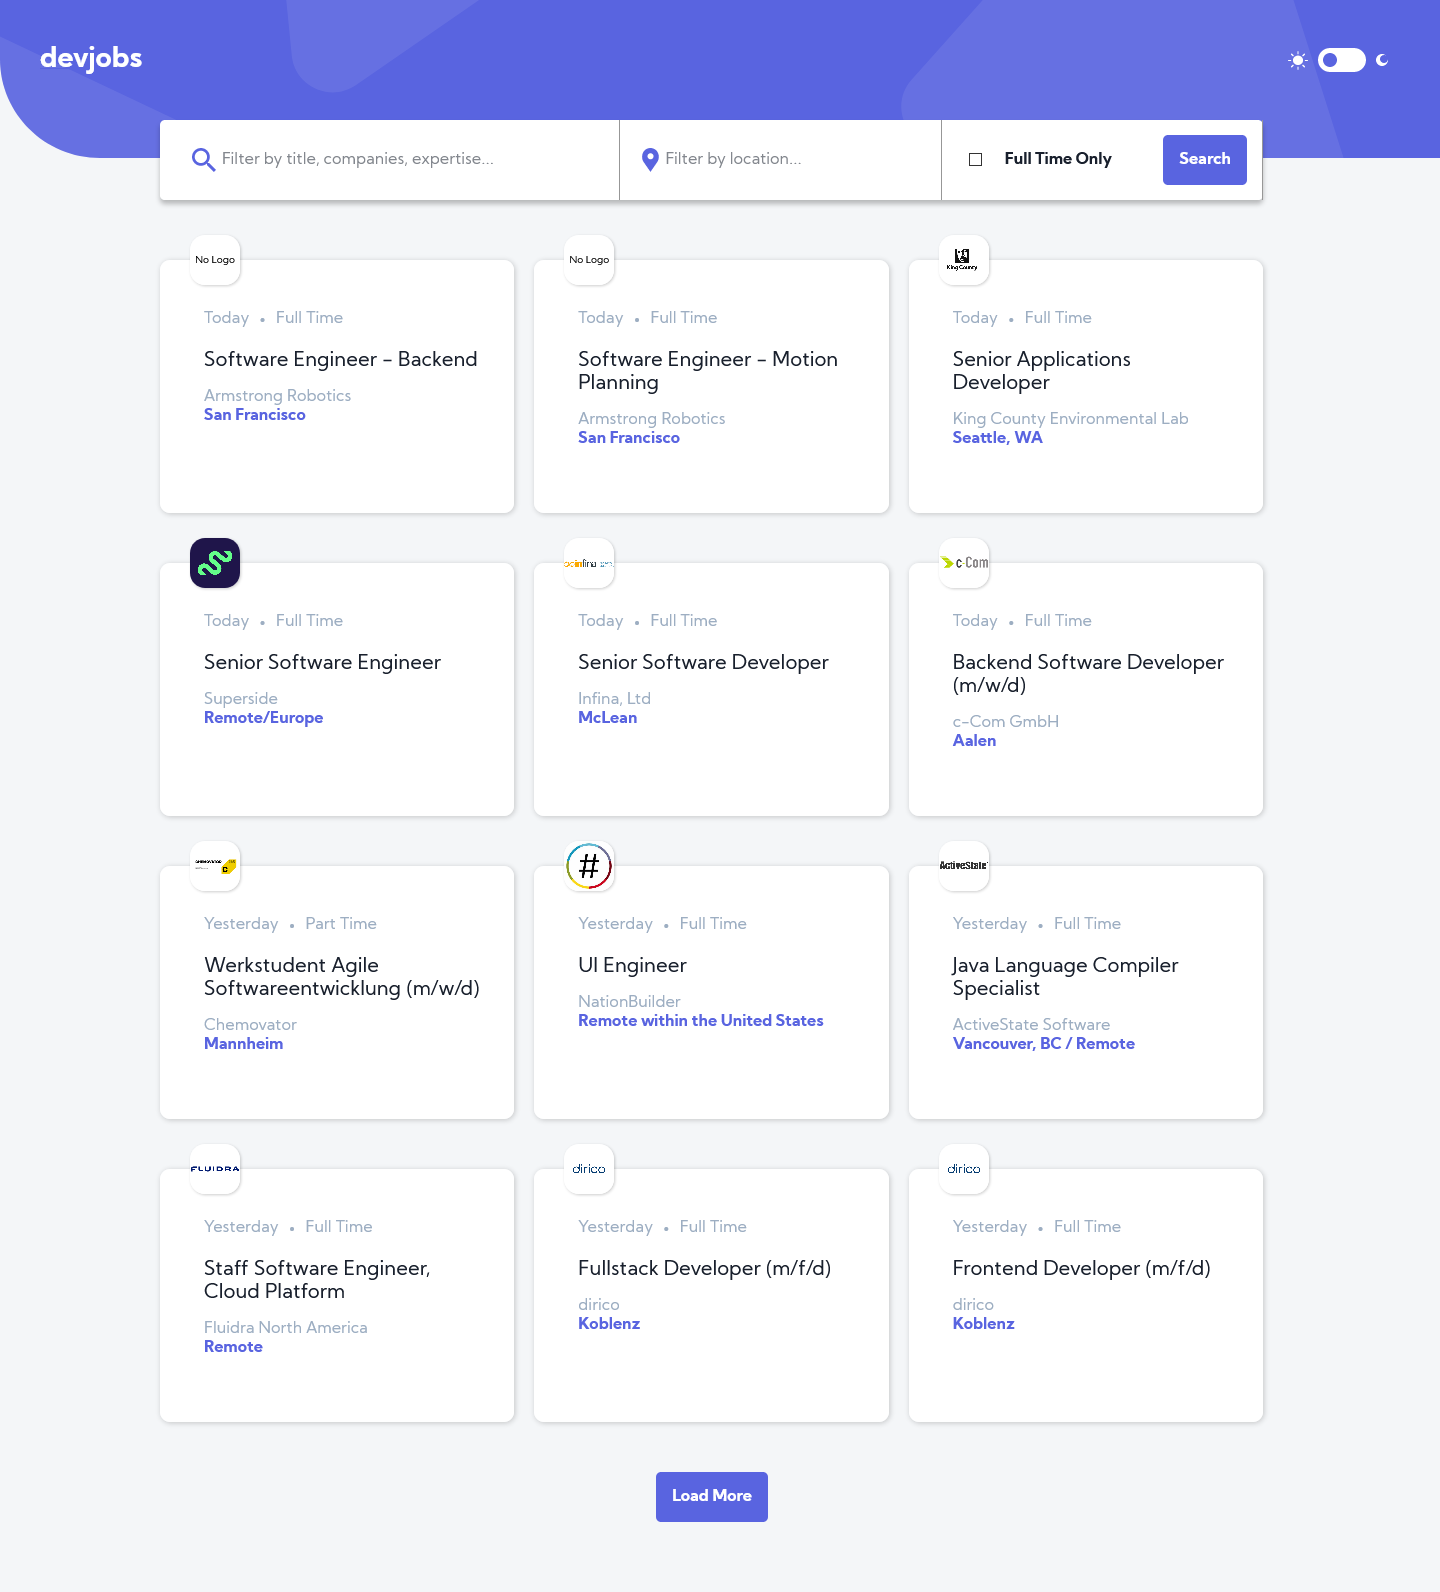 devjobs
Filter by title, companies, expertise...
Filter by location...
Full Time Only
Search
No Logo
Today • Full Time
Software Engineer - Backend
Armstrong Robotics
San Francisco
No Logo
Today • Full Time
Software Engineer - Motion
Planning
Armstrong Robotics
San Francisco
King County
Today • Full Time
Senior Applications
Developer
King County Environmental Lab
Seattle, WA
Today • Full Time
Senior Software Engineer
Superside
Remote/Europe
Today • Full Time
Senior Software Developer
Infina, Ltd
McLean
c-Com
Today • Full Time
Backend Software Developer
(m/w/d)
c-Com GmbH
Aalen
CHEMOVATOR
Yesterday • Part Time
Werkstudent Agile
Softwareentwicklung (m/w/d)
Chemovator
Mannheim
#
Yesterday • Full Time
UI Engineer
NationBuilder
Remote within the United States
ActiveState
Yesterday • Full Time
Java Language Compiler
Specialist
ActiveState Software
Vancouver, BC / Remote
FLUIDRA
Yesterday • Full Time
Staff Software Engineer,
Cloud Platform
Fluidra North America
Remote
dirico
Yesterday • Full Time
Fullstack Developer (m/f/d)
dirico
Koblenz
dirico
Yesterday • Full Time
Frontend Developer (m/f/d)
dirico
Koblenz
Load More